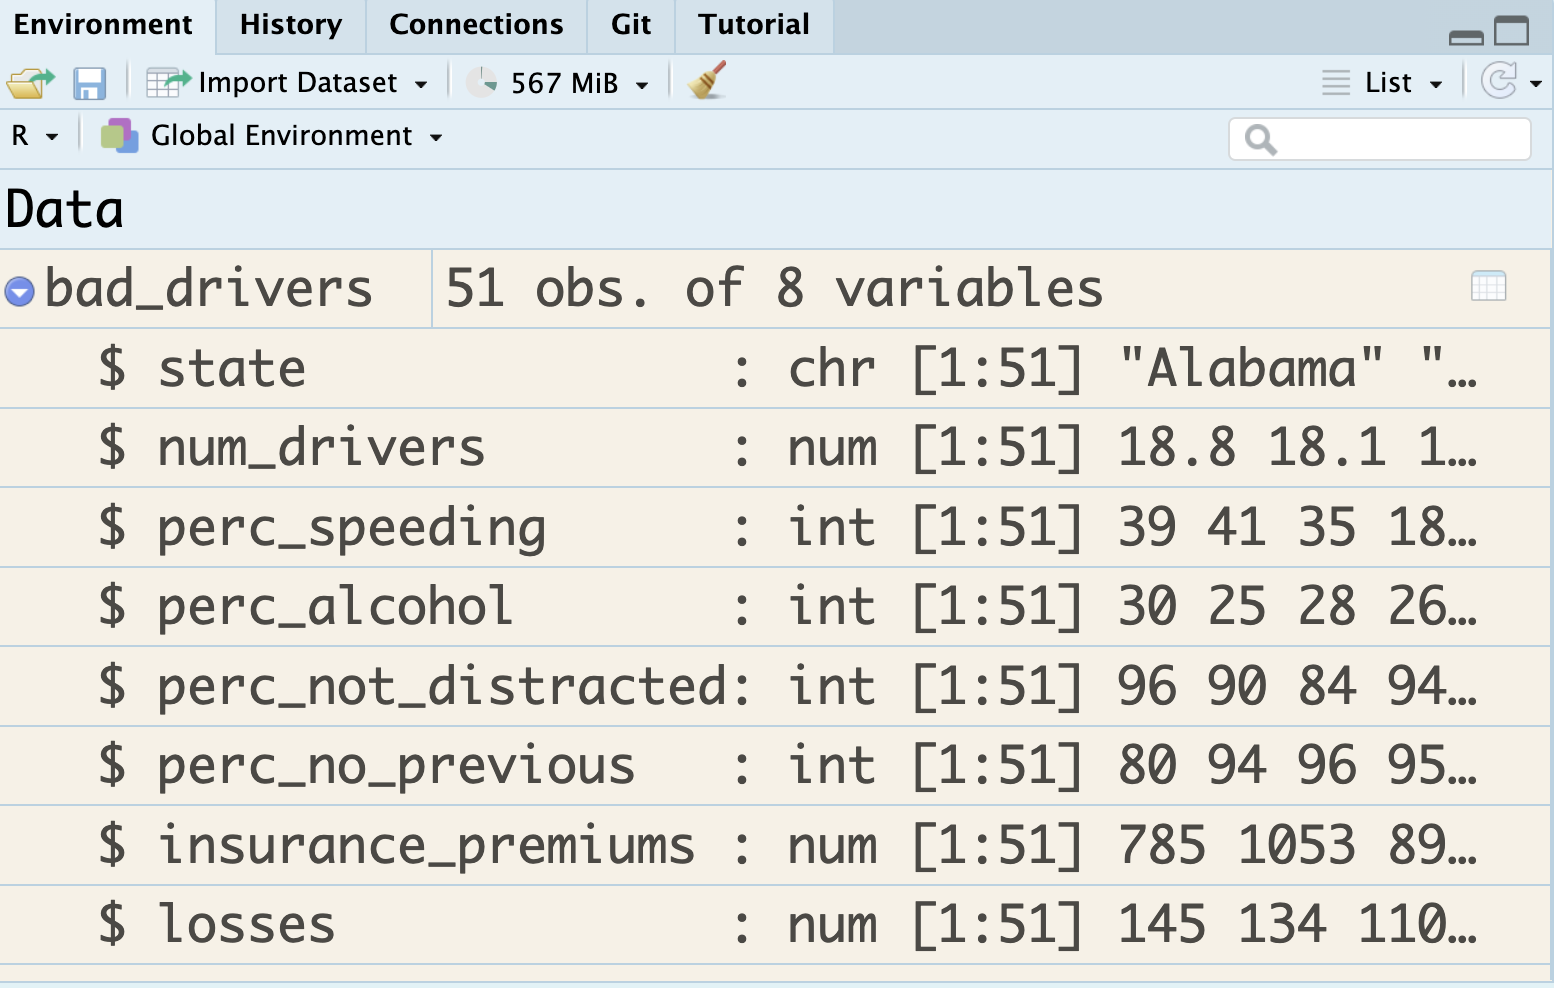 Environment History Connections Git Tutorial
Import Dataset 567 MiB List
R Global Environment
Data
bad_drivers 51 obs. of 8 variables
$ state : chr [1:51] "Alabama" "…
$ num_drivers : num [1:51] 18.8 18.1 1…
$ perc_speeding : int [1:51] 39 41 35 18…
$ perc_alcohol : int [1:51] 30 25 28 26…
$ perc_not_distracted: int [1:51] 96 90 84 94…
$ perc_no_previous : int [1:51] 80 94 96 95…
$ insurance_premiums : num [1:51] 785 1053 89…
$ losses : num [1:51] 145 134 110…